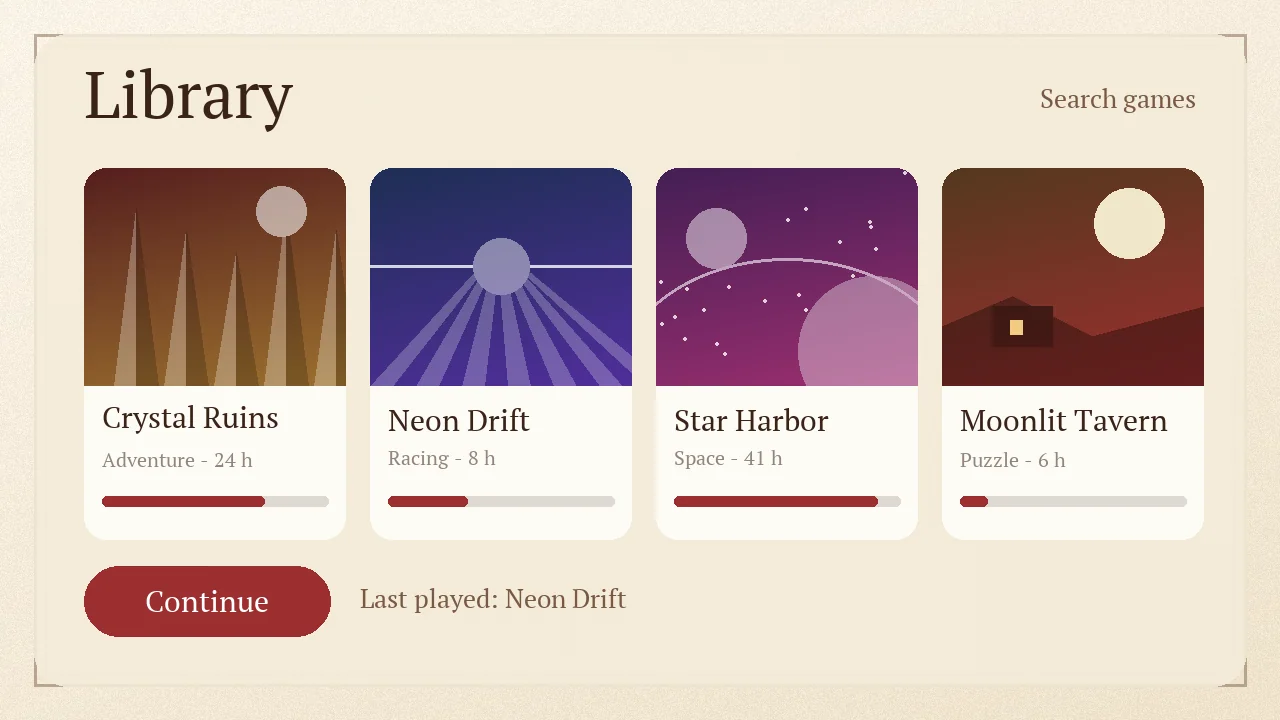 Library
Search games
Crystal Ruins
Adventure - 24 h
Neon Drift
Racing - 8 h
Star Harbor
Space - 41 h
Moonlit Tavern
Puzzle - 6 h
Continue
Last played: Neon Drift